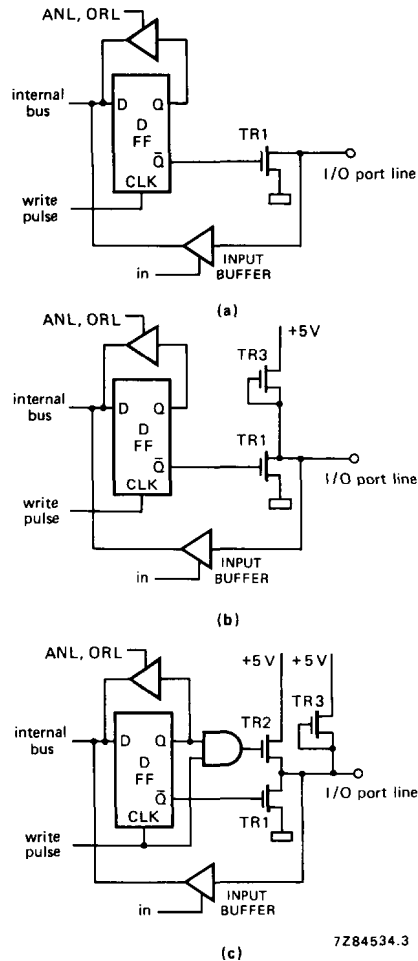 ANL, ORL
internal
bus
D Q
D
FF
Q̄
CLK
write
pulse
TR1
I/O port line
INPUT
BUFFER
in
(a)
ANL, ORL
+5V
TR3
internal
bus
D Q
D
FF
Q̄
CLK
write
pulse
TR1
I/O port line
INPUT
BUFFER
in
(b)
ANL, ORL
+5V +5V
TR3
TR2
internal
bus
D Q
D
FF
Q̄
CLK
write
pulse
TR1
I/O port line
INPUT
BUFFER
in
(c)
7Z84534.3